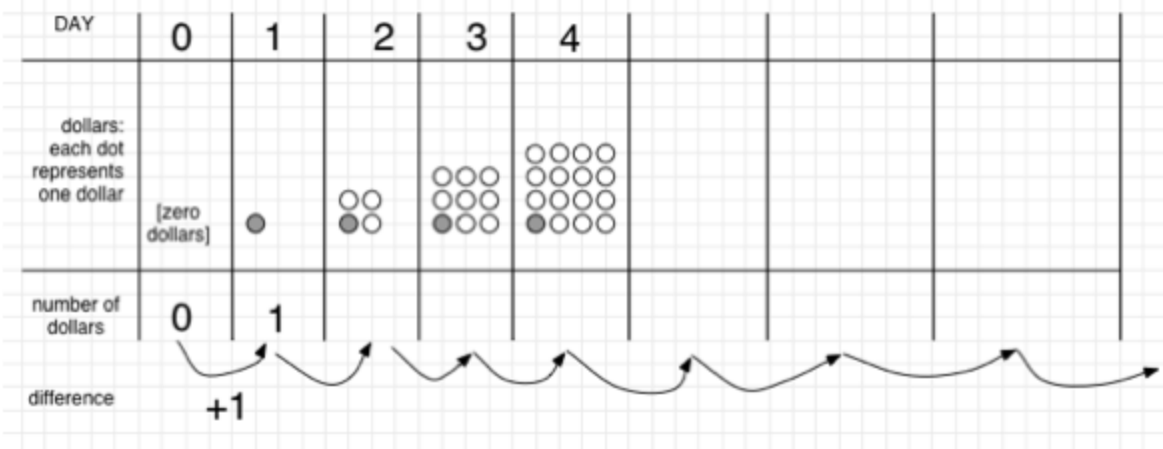 DAY 0 1 2 3 4
dollars:
each dot
represents
one dollar
[zero
dollars]
number of
dollars
0 1
difference
+1